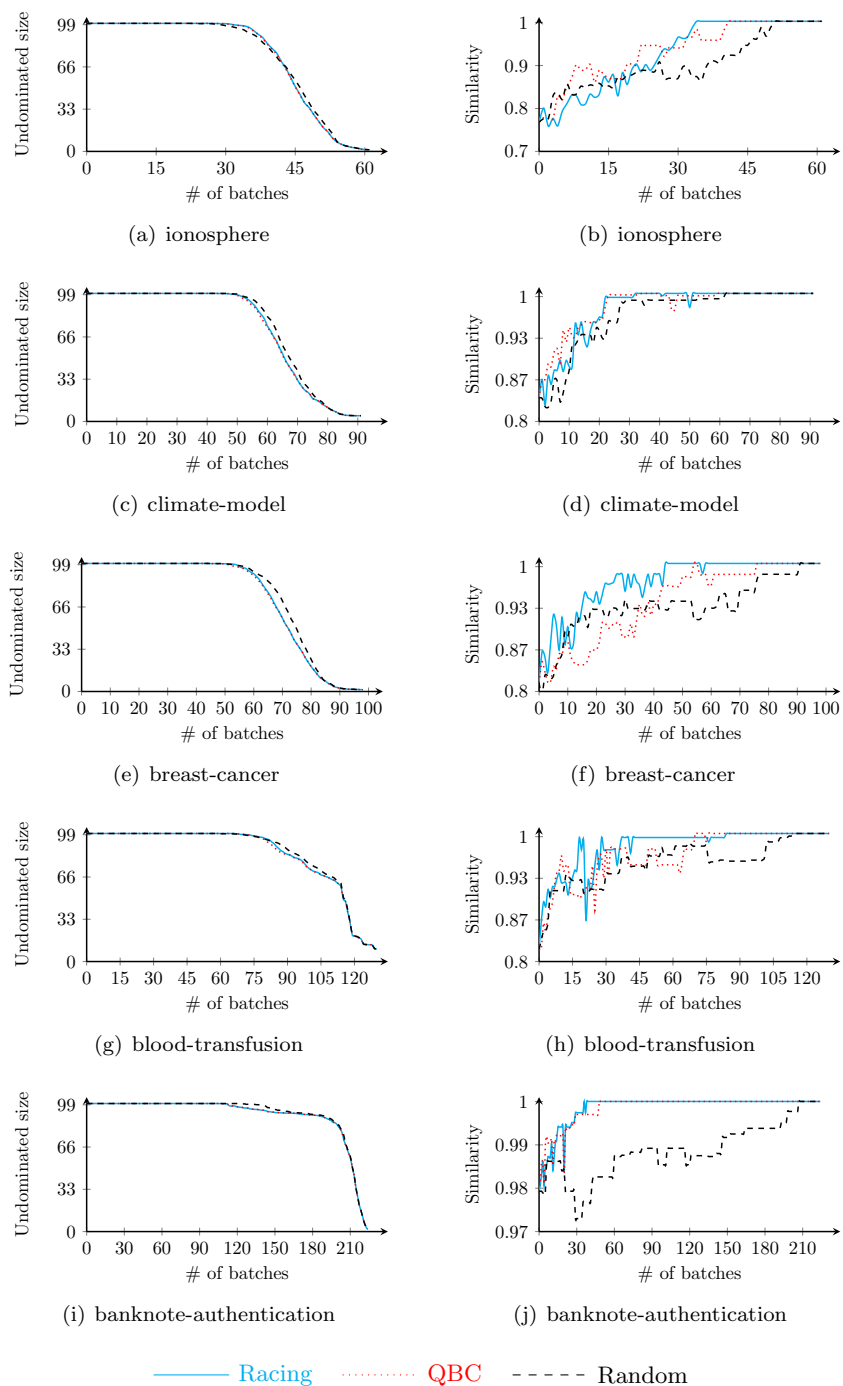 99
66
33
0
0 15 30 45 60
Undominated size
# of batches
(a) ionosphere
1
0.9
0.8
0.7
0 15 30 45 60
Similarity
# of batches
(b) ionosphere
99
66
33
0
0 10 20 30 40 50 60 70 80 90
Undominated size
# of batches
(c) climate-model
1
0.93
0.87
0.8
0 10 20 30 40 50 60 70 80 90
Similarity
# of batches
(d) climate-model
99
66
33
0
0 10 20 30 40 50 60 70 80 90 100
Undominated size
# of batches
(e) breast-cancer
1
0.93
0.87
0.8
0 10 20 30 40 50 60 70 80 90 100
Similarity
# of batches
(f) breast-cancer
99
66
33
0
0 15 30 45 60 75 90 105 120
Undominated size
# of batches
(g) blood-transfusion
1
0.93
0.87
0.8
0 15 30 45 60 75 90 105 120
Similarity
# of batches
(h) blood-transfusion
99
66
33
0
0 30 60 90 120 150 180 210
Undominated size
# of batches
(i) banknote-authentication
1
0.99
0.98
0.97
0 30 60 90 120 150 180 210
Similarity
# of batches
(j) banknote-authentication
Racing QBC Random